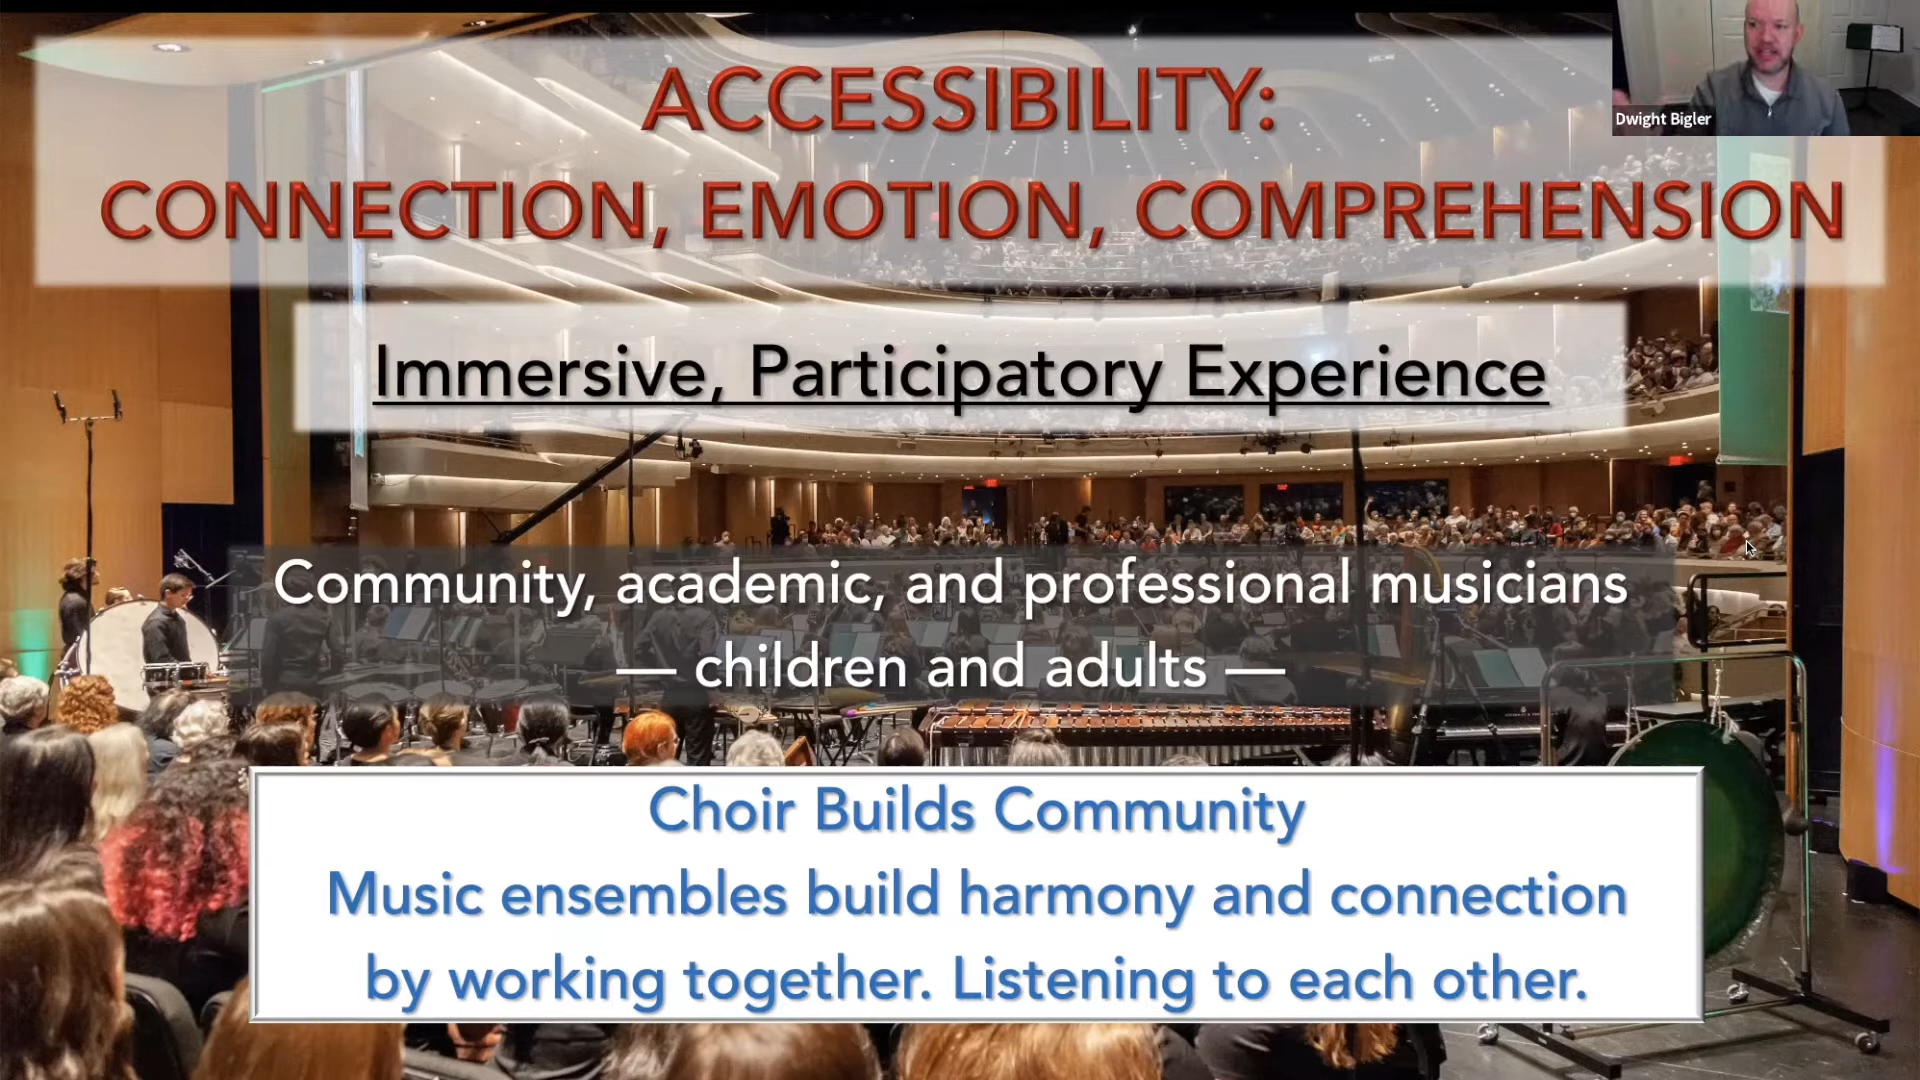 ACCESSIBILITY:
CONNECTION, EMOTION, COMPREHENSION
Dwight Bigler
Immersive, Participatory Experience
Community, academic, and professional musicians
— children and adults —
Choir Builds Community
Music ensembles build harmony and connection
by working together. Listening to each other.